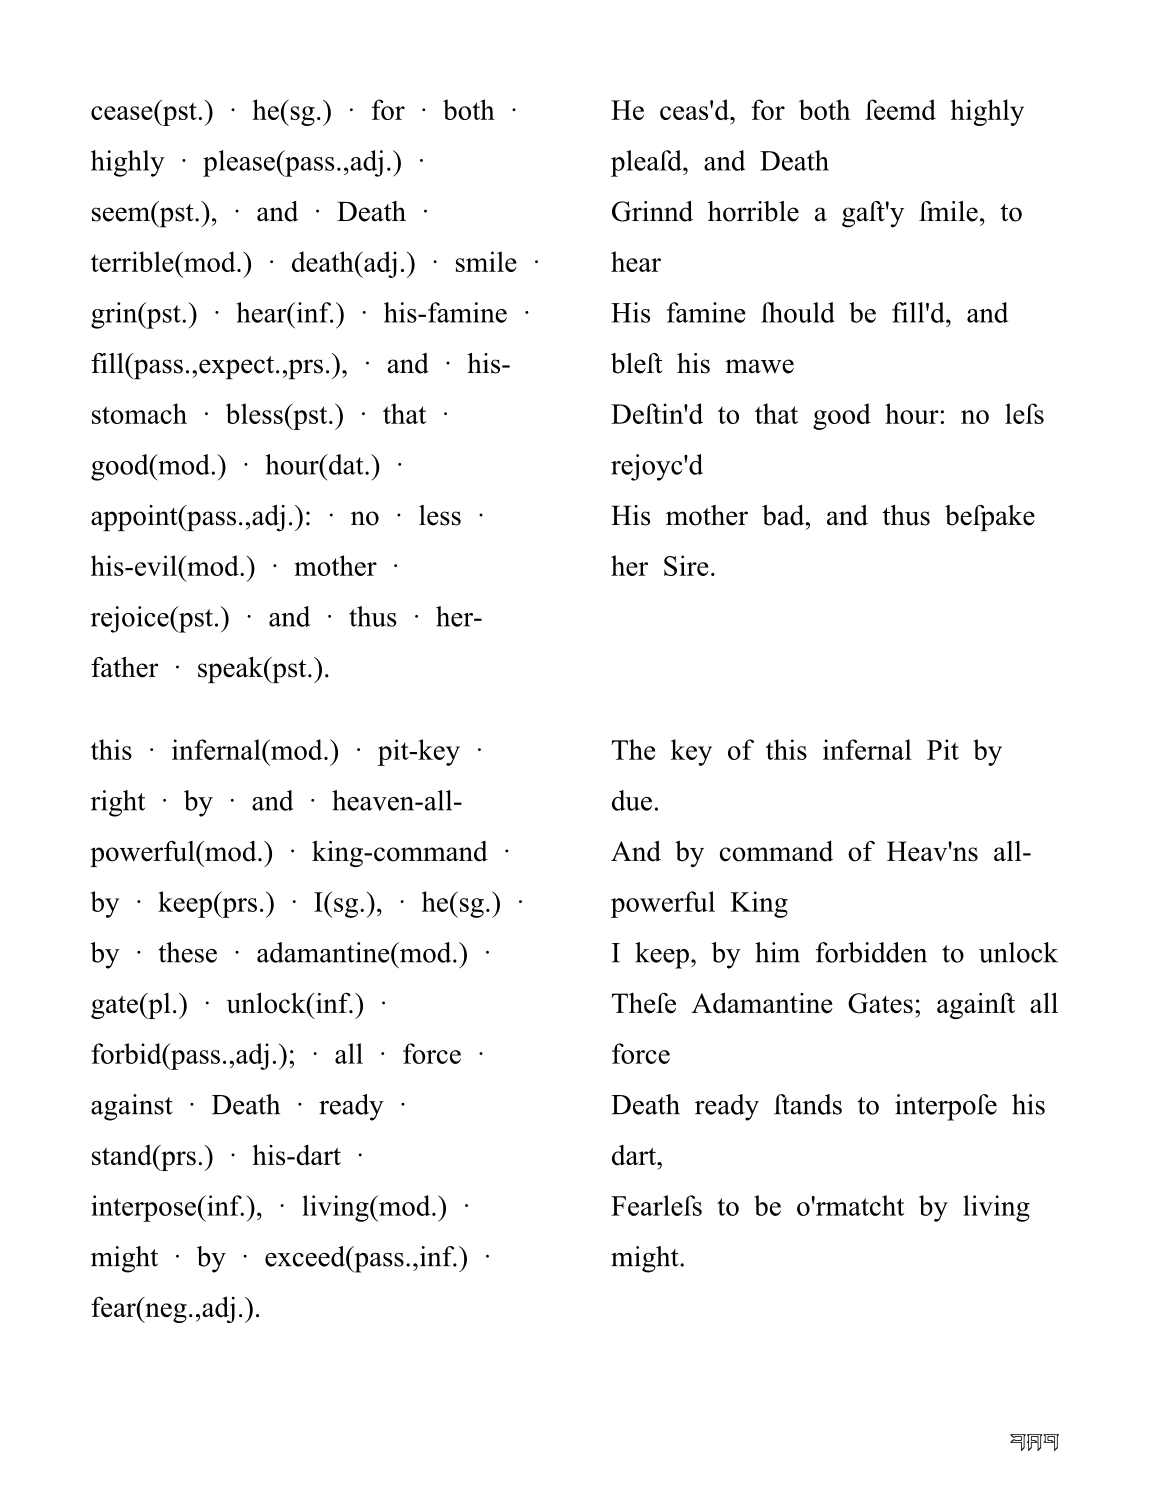 cease(pst.) · he(sg.) · for · both ·
highly · please(pass.,adj.) ·
seem(pst.), · and · Death ·
terrible(mod.) · death(adj.) · smile ·
grin(pst.) · hear(inf.) · his-famine ·
fill(pass.,expect.,prs.), · and · his-
stomach · bless(pst.) · that ·
good(mod.) · hour(dat.) ·
appoint(pass.,adj.): · no · less ·
his-evil(mod.) · mother ·
rejoice(pst.) · and · thus · her-
father · speak(pst.).
He ceas'd, for both ſeemd highly
pleaſd, and Death
Grinnd horrible a gaſt'y ſmile, to
hear
His famine ſhould be fill'd, and
bleſt his mawe
Deſtin'd to that good hour: no leſs
rejoyc'd
His mother bad, and thus beſpake
her Sire.
this · infernal(mod.) · pit-key ·
right · by · and · heaven-all-
powerful(mod.) · king-command ·
by · keep(prs.) · I(sg.), · he(sg.) ·
by · these · adamantine(mod.) ·
gate(pl.) · unlock(inf.) ·
forbid(pass.,adj.); · all · force ·
against · Death · ready ·
stand(prs.) · his-dart ·
interpose(inf.), · living(mod.) ·
might · by · exceed(pass.,inf.) ·
fear(neg.,adj.).
The key of this infernal Pit by
due.
And by command of Heav'ns all-
powerful King
I keep, by him forbidden to unlock
Theſe Adamantine Gates; againſt all
force
Death ready ſtands to interpoſe his
dart,
Fearleſs to be o'rmatcht by living
might.